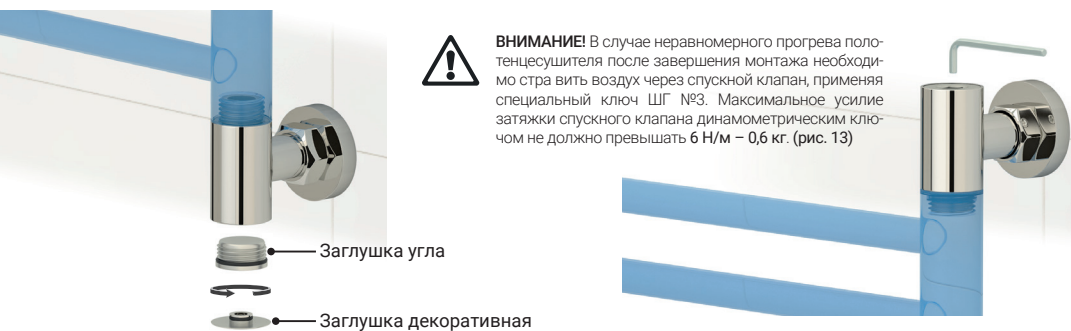 ВНИМАНИЕ! В случае неравномерного прогрева поло-
тенцесушителя после завершения монтажа необходи-
мо стра вить воздух через спускной клапан, применяя
специальный ключ ШГ №3. Максимальное усилие
затяжки спускного клапана динамометрическим клю-
чом не должно превышать 6 Н/м – 0,6 кг. (рис. 13)
Заглушка угла
Заглушка декоративная